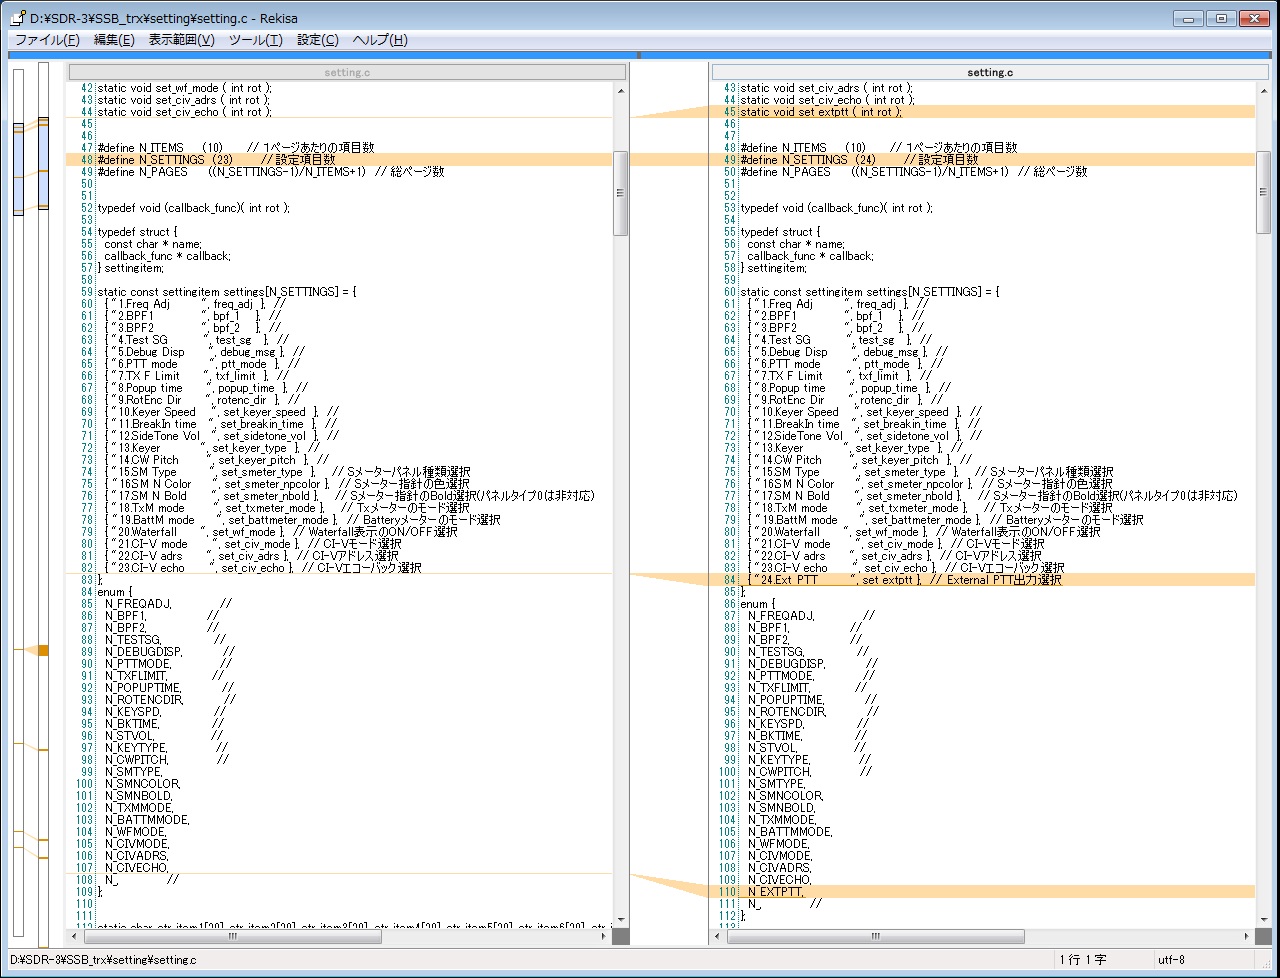 D:¥SDR-3¥SSB_trx¥setting¥setting.c - Rekisa
ファイル(F) 編集(E) 表示範囲(V) ツール(T) 設定(C) ヘルプ(H)
setting.c
42 static void set_wf_mode ( int rot );
43 static void set_civ_adrs ( int rot );
44 static void set_civ_echo ( int rot );
45
46
47 #define N_ITEMS (10) // 1ページあたりの項目数
48 #define N_SETTINGS (23) // 設定項目数
49 #define N_PAGES ((N_SETTINGS-1)/N_ITEMS+1) // 総ページ数
50
51
52 typedef void (callback_func)( int rot );
53
54 typedef struct {
55 const char * name;
56 callback_func * callback;
57 } settingitem;
58
59 static const settingitem settings[N_SETTINGS] = {
60 { "1.Freq Adj ", freq_adj }, //
61 { "2.BPF1 ", bpf_1 }, //
62 { "3.BPF2 ", bpf_2 }, //
63 { "4.Test SG ", test_sg }, //
64 { "5.Debug Disp ", debug_msg }, //
65 { "6.PTT mode ", ptt_mode }, //
66 { "7.TX F Limit ", txf_limit }, //
67 { "8.Popup time ", popup_time }, //
68 { "9.RotEnc Dir ", rotenc_dir }, //
69 { "10.Keyer Speed ", set_keyer_speed }, //
70 { "11.BreakIn time ", set_breakin_time }, //
71 { "12.SideTone Vol ", set_sidetone_vol }, //
72 { "13.Keyer ", set_keyer_type }, //
73 { "14.CW Pitch ", set_keyer_pitch }, //
74 { "15.SM Type ", set_smeter_type }, // Sメーターパネル種類選択
75 { "16.SM N Color ", set_smeter_npcolor }, // Sメーター指針の色選択
76 { "17.SM N Bold ", set_smeter_nbold }, // Sメーター指針のBold選択(パネルタイプ0は非対応)
77 { "18.TxM mode ", set_txmeter_mode }, // Txメーターのモード選択
78 { "19.BattM mode ", set_battmeter_mode }, // Batteryメーターのモード選択
79 { "20.Waterfall ", set_wf_mode }, // Waterfall表示のON/OFF選択
80 { "21.CI-V mode ", set_civ_mode }, // CI-Vモード選択
81 { "22.CI-V adrs ", set_civ_adrs }, // CI-Vアドレス選択
82 { "23.CI-V echo ", set_civ_echo }, // CI-Vエコーバック選択
83 };
84 enum {
85 N_FREQADJ, //
86 N_BPF1, //
87 N_BPF2, //
88 N_TESTSG, //
89 N_DEBUGDISP, //
90 N_PTTMODE, //
91 N_TXFLIMIT, //
92 N_POPUPTIME, //
93 N_ROTENCDIR, //
94 N_KEYSPD, //
95 N_BKTIME, //
96 N_STVOL, //
97 N_KEYTYPE, //
98 N_CWPITCH, //
99 N_SMTYPE,
100 N_SMNCOLOR,
101 N_SMNBOLD,
102 N_TXMMODE,
103 N_BATTMMODE,
104 N_WFMODE,
105 N_CIVMODE,
106 N_CIVADRS,
107 N_CIVECHO,
108 N_, //
109 };
110
111
112 static char str_item1[20], str_item2[20], str_item3[20], str_item4[20], str_item5[20], str_item6[20],
setting.c
43 static void set_civ_adrs ( int rot );
44 static void set_civ_echo ( int rot );
45 static void set_extptt ( int rot );
46
47
48 #define N_ITEMS (10) // 1ページあたりの項目数
49 #define N_SETTINGS (24) // 設定項目数
50 #define N_PAGES ((N_SETTINGS-1)/N_ITEMS+1) // 総ページ数
51
52
53 typedef void (callback_func)( int rot );
54
55 typedef struct {
56 const char * name;
57 callback_func * callback;
58 } settingitem;
59
60 static const settingitem settings[N_SETTINGS] = {
61 { "1.Freq Adj ", freq_adj }, //
62 { "2.BPF1 ", bpf_1 }, //
63 { "3.BPF2 ", bpf_2 }, //
64 { "4.Test SG ", test_sg }, //
65 { "5.Debug Disp ", debug_msg }, //
66 { "6.PTT mode ", ptt_mode }, //
67 { "7.TX F Limit ", txf_limit }, //
68 { "8.Popup time ", popup_time }, //
69 { "9.RotEnc Dir ", rotenc_dir }, //
70 { "10.Keyer Speed ", set_keyer_speed }, //
71 { "11.BreakIn time ", set_breakin_time }, //
72 { "12.SideTone Vol ", set_sidetone_vol }, //
73 { "13.Keyer ", set_keyer_type }, //
74 { "14.CW Pitch ", set_keyer_pitch }, //
75 { "15.SM Type ", set_smeter_type }, // Sメーターパネル種類選択
76 { "16.SM N Color ", set_smeter_npcolor }, // Sメーター指針の色選択
77 { "17.SM N Bold ", set_smeter_nbold }, // Sメーター指針のBold選択(パネルタイプ0は非対応)
78 { "18.TxM mode ", set_txmeter_mode }, // Txメーターのモード選択
79 { "19.BattM mode ", set_battmeter_mode }, // Batteryメーターのモード選択
80 { "20.Waterfall ", set_wf_mode }, // Waterfall表示のON/OFF選択
81 { "21.CI-V mode ", set_civ_mode }, // CI-Vモード選択
82 { "22.CI-V adrs ", set_civ_adrs }, // CI-Vアドレス選択
83 { "23.CI-V echo ", set_civ_echo }, // CI-Vエコーバック選択
84 { "24.Ext PTT ", set_extptt }, // External PTT出力選択
85 };
86 enum {
87 N_FREQADJ, //
88 N_BPF1, //
89 N_BPF2, //
90 N_TESTSG, //
91 N_DEBUGDISP, //
92 N_PTTMODE, //
93 N_TXFLIMIT, //
94 N_POPUPTIME, //
95 N_ROTENCDIR, //
96 N_KEYSPD, //
97 N_BKTIME, //
98 N_STVOL, //
99 N_KEYTYPE, //
100 N_CWPITCH, //
101 N_SMTYPE,
102 N_SMNCOLOR,
103 N_SMNBOLD,
104 N_TXMMODE,
105 N_BATTMMODE,
106 N_WFMODE,
107 N_CIVMODE,
108 N_CIVADRS,
109 N_CIVECHO,
110 N_EXTPTT,
111 N_, //
112 };
D:¥SDR-3¥SSB_trx¥setting¥setting.c
1 行 1 字
utf-8